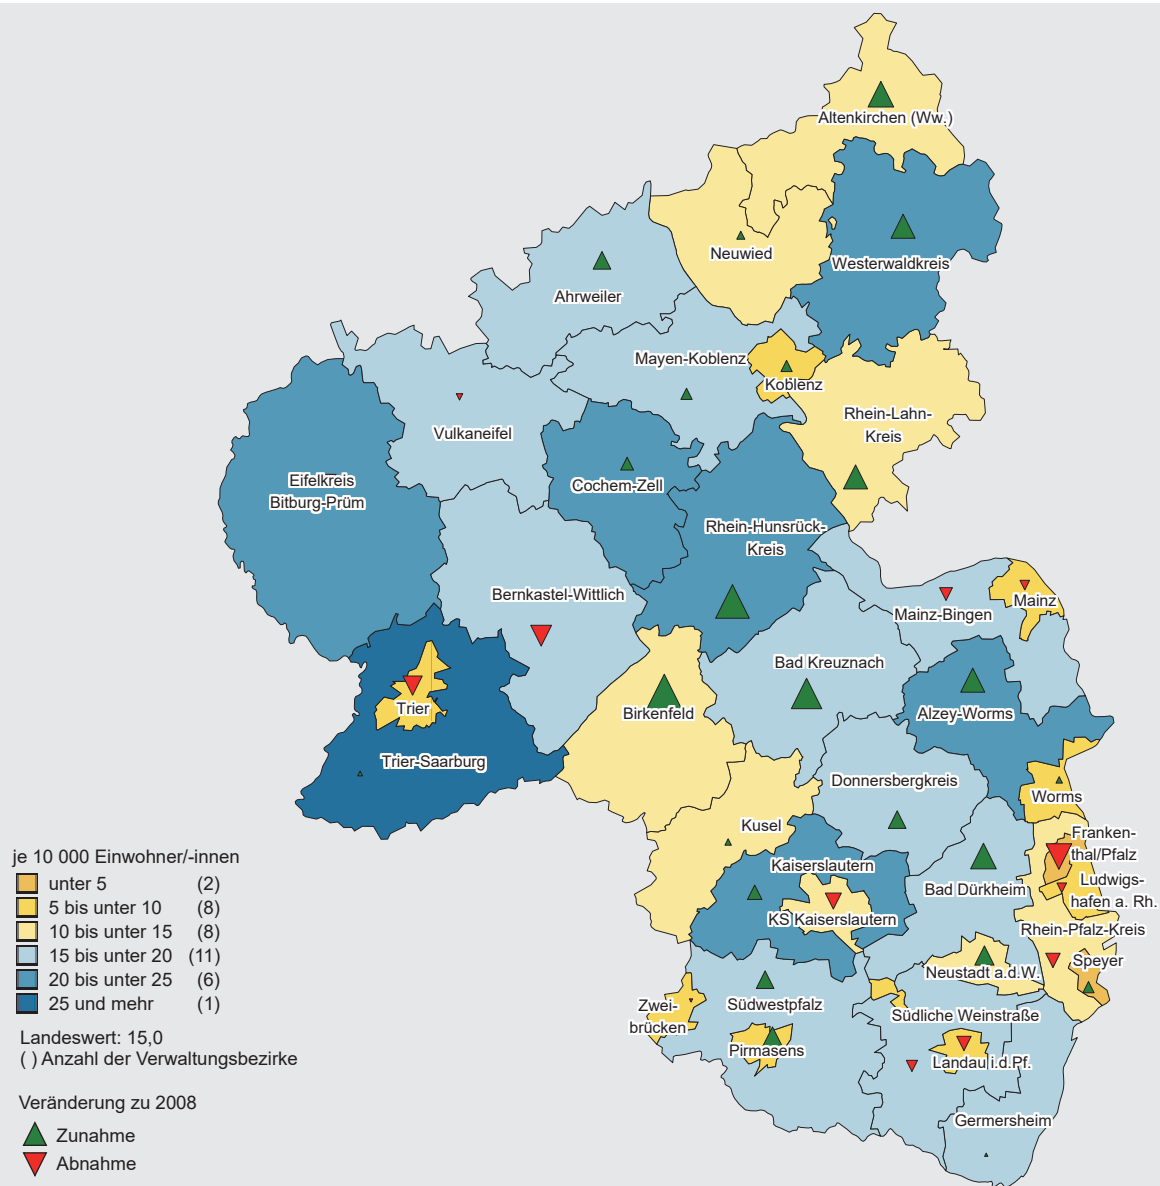 Altenkirchen (Ww.)
Neuwied
Westerwaldkreis
Ahrweiler
Mayen-Koblenz
Koblenz
Rhein-Lahn-
Kreis
Vulkaneifel
Eifelkreis
Bitburg-Prüm
Cochem-Zell
Rhein-Hunsrück-
Kreis
Bernkastel-Wittlich
Mainz-Bingen
Mainz
Bad Kreuznach
Birkenfeld
Alzey-Worms
Trier
Trier-Saarburg
Donnersbergkreis
Worms
Kusel
Franken-
thal/Pfalz
Kaiserslautern
Bad Dürkheim
Ludwigs-
hafen a. Rh.
KS Kaiserslautern
Rhein-Pfalz-Kreis
Neustadt a.d.W.
Speyer
Zwei-
brücken
Südwestpfalz
Südliche Weinstraße
Pirmasens
Landau i.d.Pf.
Germersheim
je 10 000 Einwohner/-innen
unter 5 (2)
5 bis unter 10 (8)
10 bis unter 15 (8)
15 bis unter 20 (11)
20 bis unter 25 (6)
25 und mehr (1)
Landeswert: 15,0
( ) Anzahl der Verwaltungsbezirke
Veränderung zu 2008
Zunahme
Abnahme